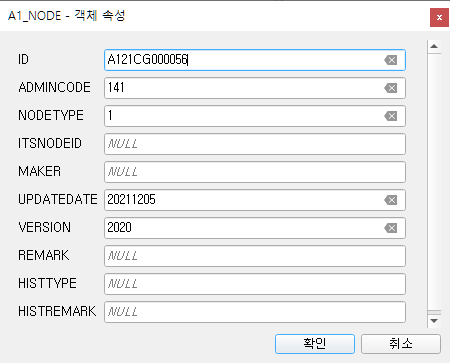 A1_NODE - 객체 속성
ID A121CG000056
ADMINCODE 141
NODETYPE 1
ITSNODEID NULL
MAKER NULL
UPDATEDATE 20211205
VERSION 2020
REMARK NULL
HISTTYPE NULL
HISTREMARK NULL
확인 취소